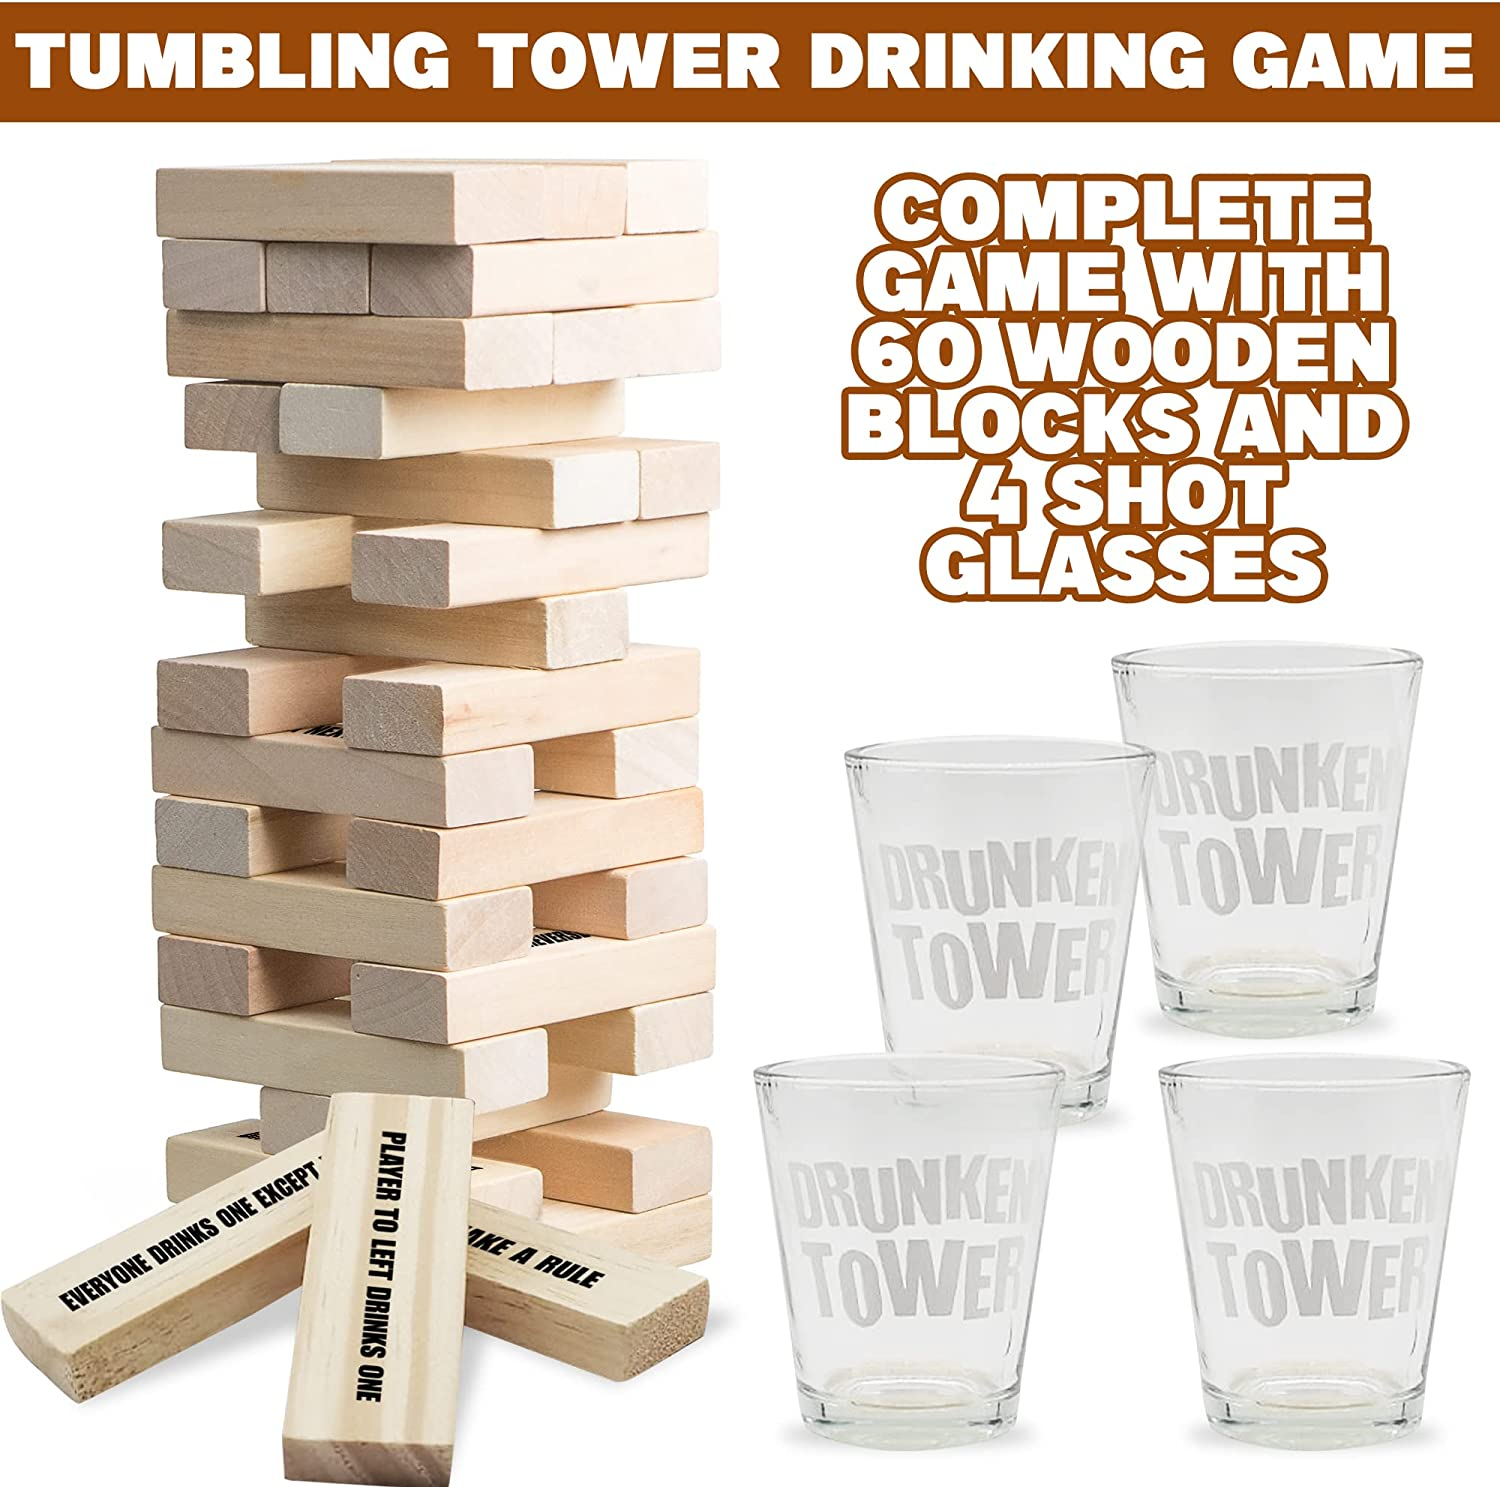 TUMBLING TOWER DRINKING GAME
COMPLETE
GAME WITH
60 WOODEN
BLOCKS AND
4 SHOT
GLASSES
DRUNKEN
TOWER
DRUNKEN
TOWER
DRUNKEN
TOWER
DRUNKEN
TOWER
EVERYONE DRINKS ONE EXCEPT
PLAYER TO LEFT DRINKS ONE
A RULE